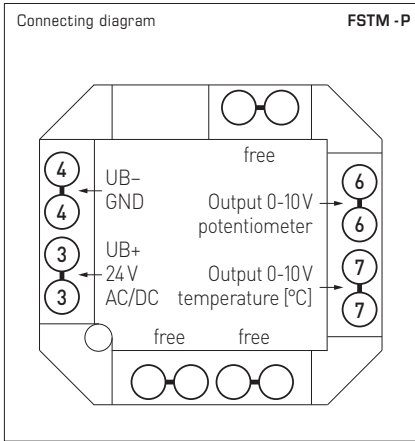 Connecting diagram FSTM -P
free
4
4
UB–
GND
3
3
UB+
24 V
AC/DC
Output 0-10 V
potentiometer
6
6
Output 0-10 V
temperature [°C]
7
7
free free